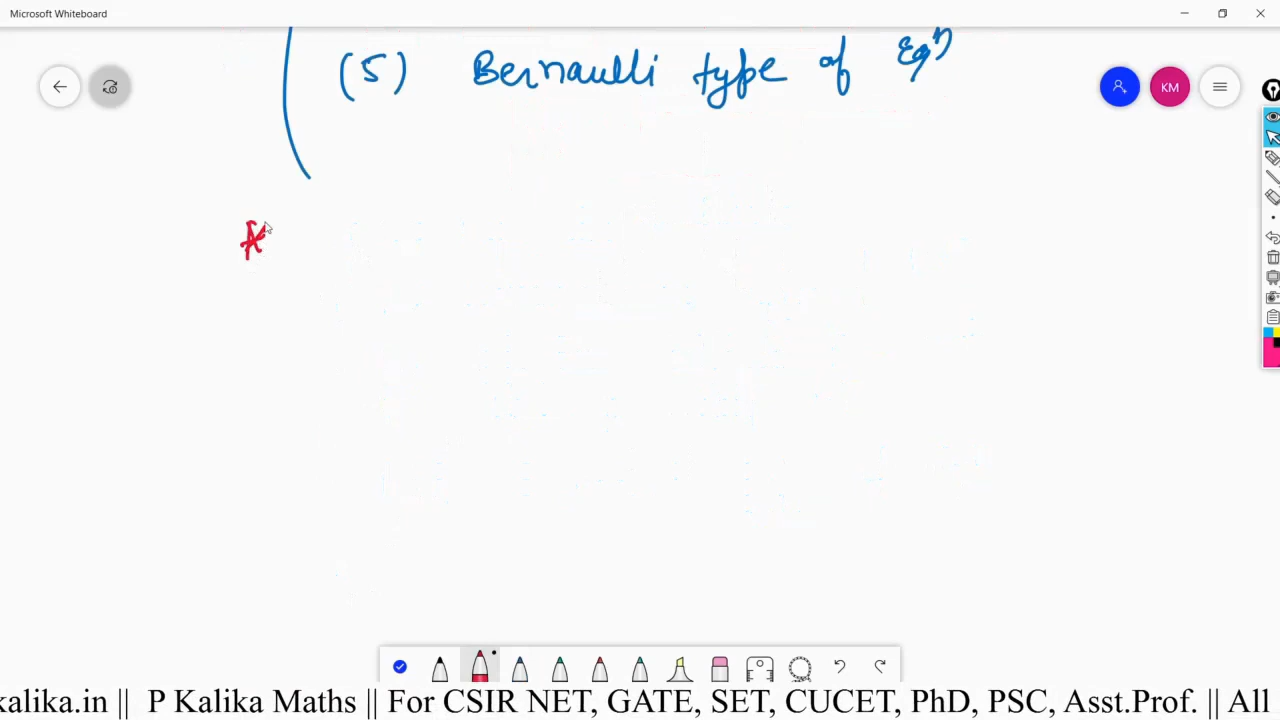 Microsoft Whiteboard
(5) Bernaulli type of Eqⁿ
KM
kalika.in || P Kalika Maths || For CSIR NET, GATE, SET, CUCET, PhD, PSC, Asst.Prof. || All